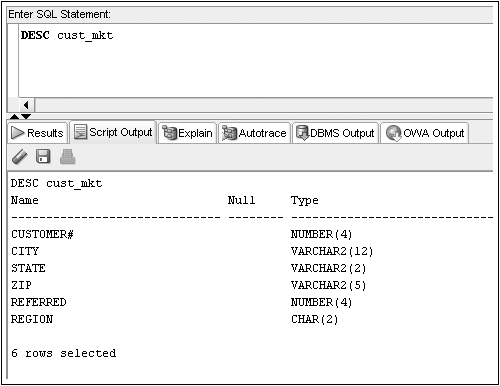 Enter SQL Statement:
DESC cust_mkt
Results Script Output Explain Autotrace DBMS Output OWA Output
DESC cust_mkt
Name Null Type
------------------------------ -------- ----------------------------
CUSTOMER# NUMBER(4)
CITY VARCHAR2(12)
STATE VARCHAR2(2)
ZIP VARCHAR2(5)
REFERRED NUMBER(4)
REGION CHAR(2)
6 rows selected